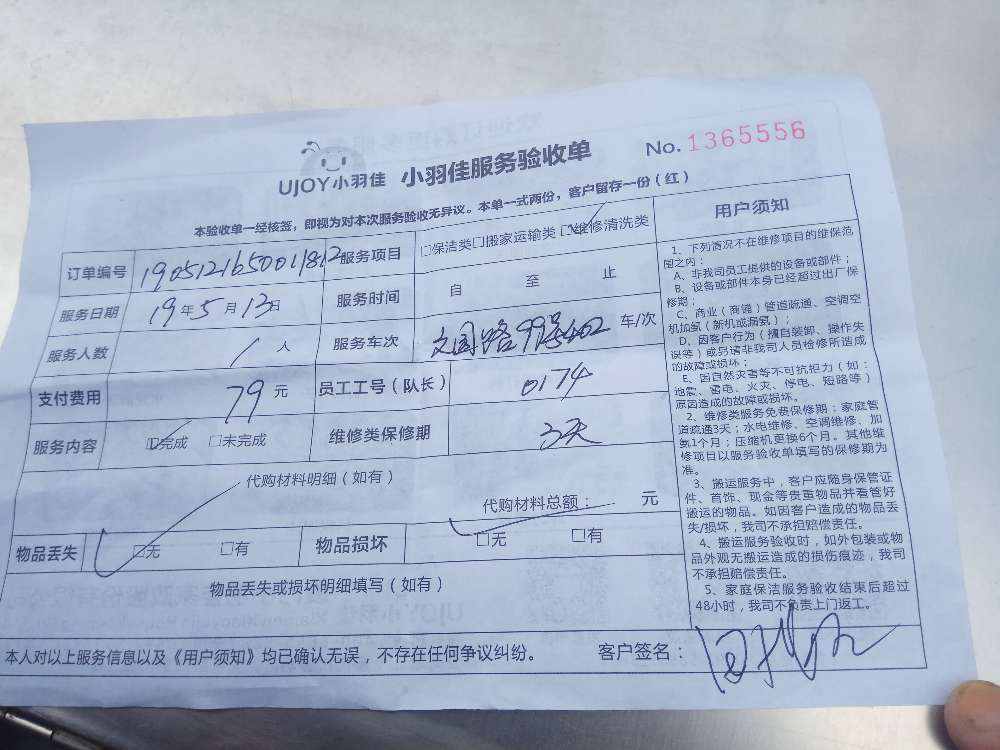 No. 1365556
UJOY小羽佳 小羽佳服务验收单
本验收单一经核签，即视为对本次服务验收无异议。本单一式两份，客户留存一份（红）
订单编号 190512165001812 服务项目 □保洁类 □搬家运输类 □维修清洗类
服务日期 19年5月13日 服务时间 自 至 止
服务人数 1人 服务车次 文园路99号402 车/次
支付费用 79元 员工工号（队长） 0174
服务内容 □完成 □未完成 维修类保修期 3天
代购材料明细（如有）
代购材料总额： 元
物品丢失 □无 □有 物品损坏 □无 □有
物品丢失或损坏明细填写（如有）
本人对以上服务信息以及《用户须知》均已确认无误，不存在任何争议纠纷。 客户签名：
用户须知
1、下列情况不在维修项目的维保范
围之内：
A、非我司员工提供的设备或部件；
B、设备或部件本身已经超过出厂保
修期；
C、商业（商铺）管道疏通、空调空
机加氨（新机或漏氨）；
D、因客户行为（擅自装卸、操作失
误等）或另请非我司人员检修所造成
的故障或损坏；
E、因自然灾害等不可抗拒力（如：
地震、雷电、火灾、停电、短路等）
原因造成的故障或损坏。
2、维修类服务免费保修期：家庭管
道疏通3天；水电维修、空调维修、加
氨1个月；压缩机更换6个月。其他维
修项目以服务验收单填写的保修期为
准。
3、搬运服务中，客户应随身保管证
件、首饰、现金等贵重物品并看管好
搬运的物品。如因客户造成的物品丢
失/损坏，我司不承担赔偿责任。
4、搬运服务验收时，如外包装或物
品外观无搬运造成的损伤痕迹，我司
不承担赔偿责任。
5、家庭保洁服务验收结束后超过
48小时，我司不负责上门返工。